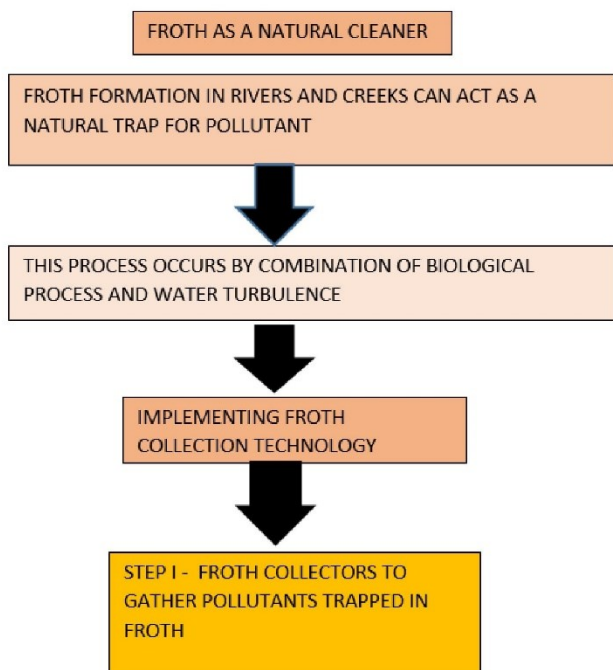 FROTH AS A NATURAL CLEANER
FROTH FORMATION IN RIVERS AND CREEKS CAN ACT AS A
NATURAL TRAP FOR POLLUTANT
THIS PROCESS OCCURS BY COMBINATION OF BIOLOGICAL
PROCESS AND WATER TURBULENCE
IMPLEMENTING FROTH
COLLECTION TECHNOLOGY
STEP I - FROTH COLLECTORS TO
GATHER POLLUTANTS TRAPPED IN
FROTH